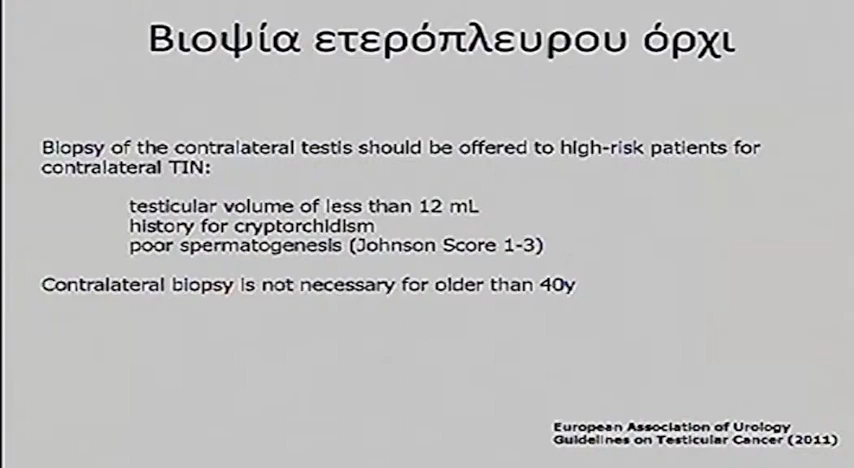 Βιοψία ετερόπλευρου όρχι
Biopsy of the contralateral testis should be offered to high-risk patients for
contralateral TIN:
testicular volume of less than 12 mL
history for cryptorchidism
poor spermatogenesis (Johnson Score 1-3)
Contralateral biopsy is not necessary for older than 40y
European Association of Urology
Guidelines on Testicular Cancer (2011)